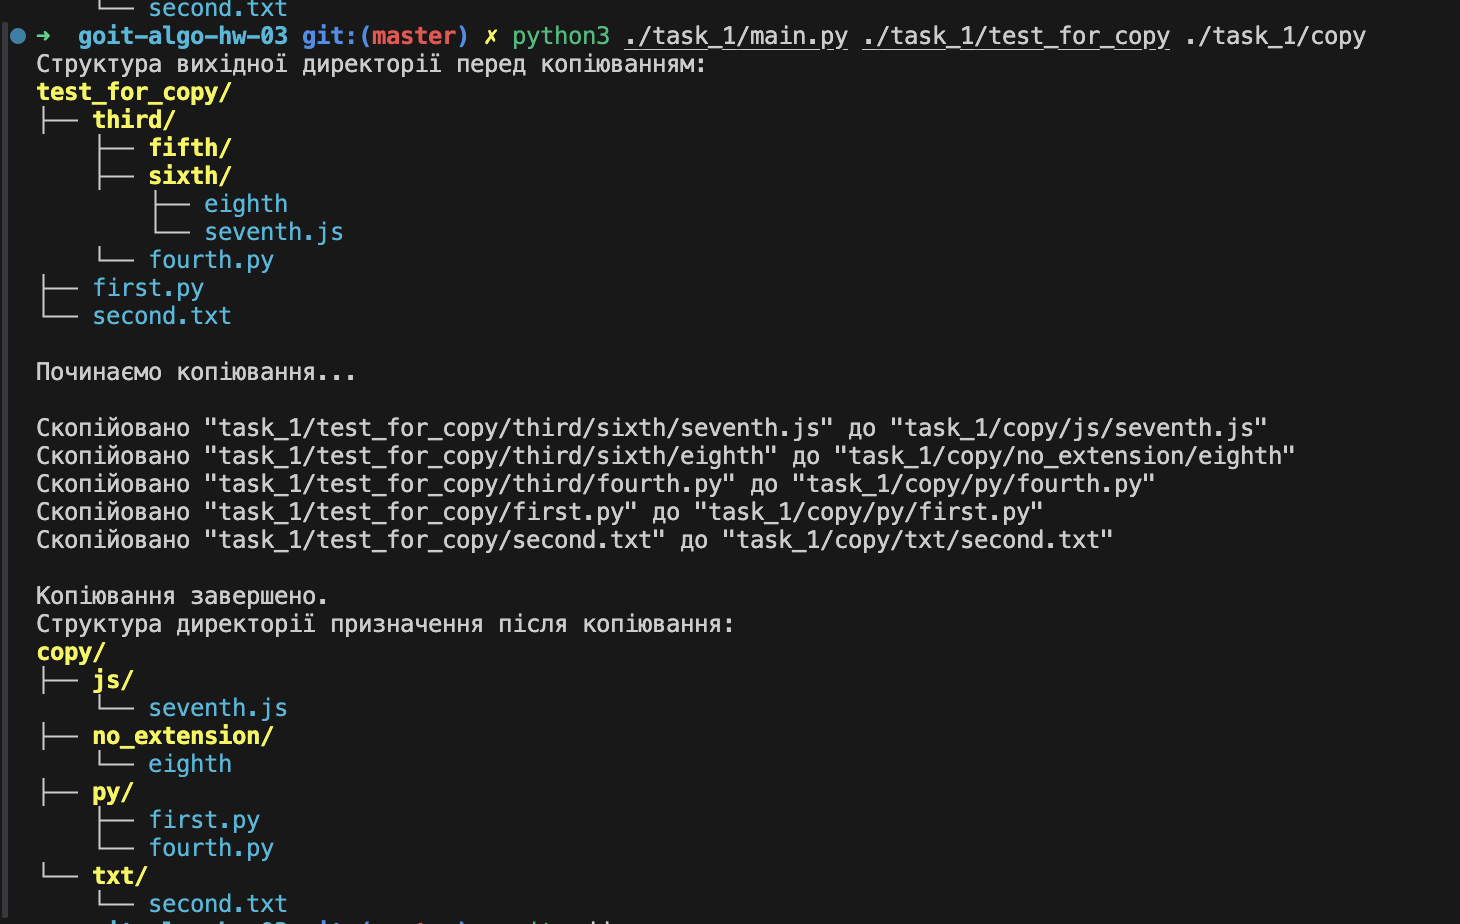 └── second.txt
➜  goit-algo-hw-03 git:(master) ✗ python3 ./task_1/main.py ./task_1/test_for_copy ./task_1/copy
Структура вихідної директорії перед копіюванням:
test_for_copy/
├── third/
    ├── fifth/
    ├── sixth/
        ├── eighth
        └── seventh.js
    └── fourth.py
├── first.py
└── second.txt
Починаємо копіювання...
Скопійовано "task_1/test_for_copy/third/sixth/seventh.js" до "task_1/copy/js/seventh.js"
Скопійовано "task_1/test_for_copy/third/sixth/eighth" до "task_1/copy/no_extension/eighth"
Скопійовано "task_1/test_for_copy/third/fourth.py" до "task_1/copy/py/fourth.py"
Скопійовано "task_1/test_for_copy/first.py" до "task_1/copy/py/first.py"
Скопійовано "task_1/test_for_copy/second.txt" до "task_1/copy/txt/second.txt"
Копіювання завершено.
Структура директорії призначення після копіювання:
copy/
├── js/
    └── seventh.js
├── no_extension/
    └── eighth
├── py/
    ├── first.py
    └── fourth.py
└── txt/
    └── second.txt